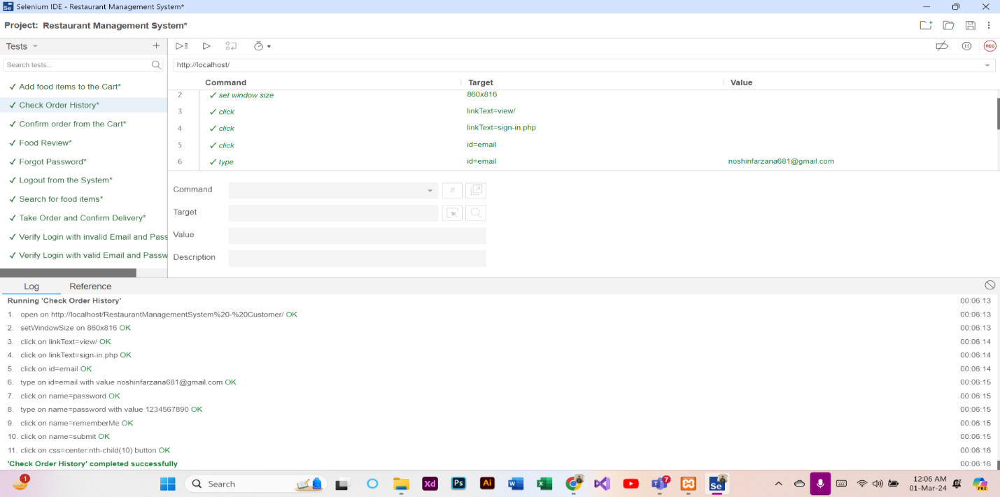 Selenium IDE - Restaurant Management System*
Project: Restaurant Management System*
Tests
Search tests...
✓ Add food items to the Cart*
✓ Check Order History*
✓ Confirm order from the Cart*
✓ Food Review*
✓ Forgot Password*
✓ Logout from the System*
✓ Search for food items*
✓ Take Order and Confirm Delivery*
✓ Verify Login with invalid Email and Pass
✓ Verify Login with valid Email and Passw
REC
http://localhost/
Command Target Value
2 ✓ set window size 860x816
3 ✓ click linkText=view/
4 ✓ click linkText=sign-in.php
5 ✓ click id=email
6 ✓ type id=email noshinfarzana681@gmail.com
Command //
Target
Value
Description
Log Reference
Running 'Check Order History' 00:06:13
1. open on http://localhost/RestaurantManagementSystem%20-%20Customer/ OK 00:06:13
2. setWindowSize on 860x816 OK 00:06:13
3. click on linkText=view/ OK 00:06:14
4. click on linkText=sign-in.php OK 00:06:14
5. click on id=email OK 00:06:14
6. type on id=email with value noshinfarzana681@gmail.com OK 00:06:15
7. click on name=password OK 00:06:15
8. type on name=password with value 1234567890 OK 00:06:15
9. click on name=rememberMe OK 00:06:15
10. click on name=submit OK 00:06:15
11. click on css=center:nth-child(10) button OK 00:06:16
'Check Order History' completed successfully 00:06:16
1
Search
Xd
Ps
Ai
7
Se
12:06 AM
01-Mar-24
PRE